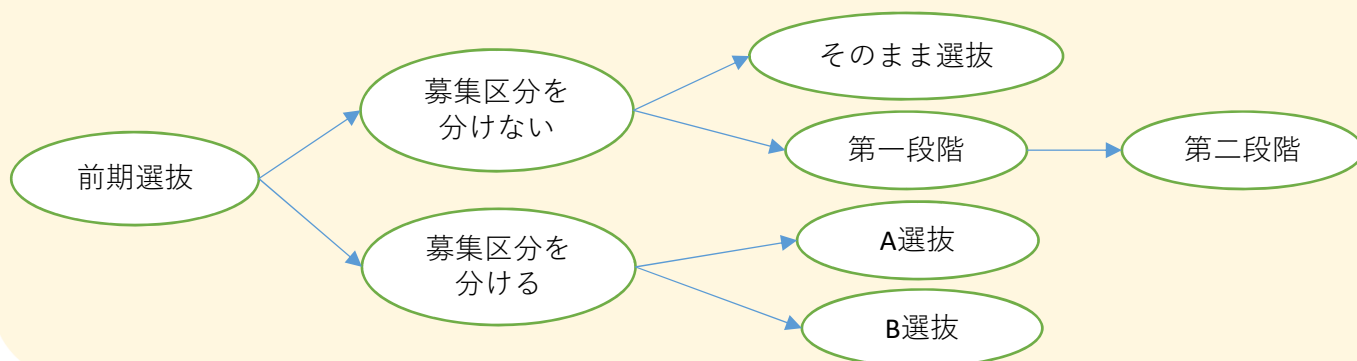 前期選抜
募集区分を
分けない
そのまま選抜
第一段階
第二段階
募集区分を
分ける
A選抜
B選抜